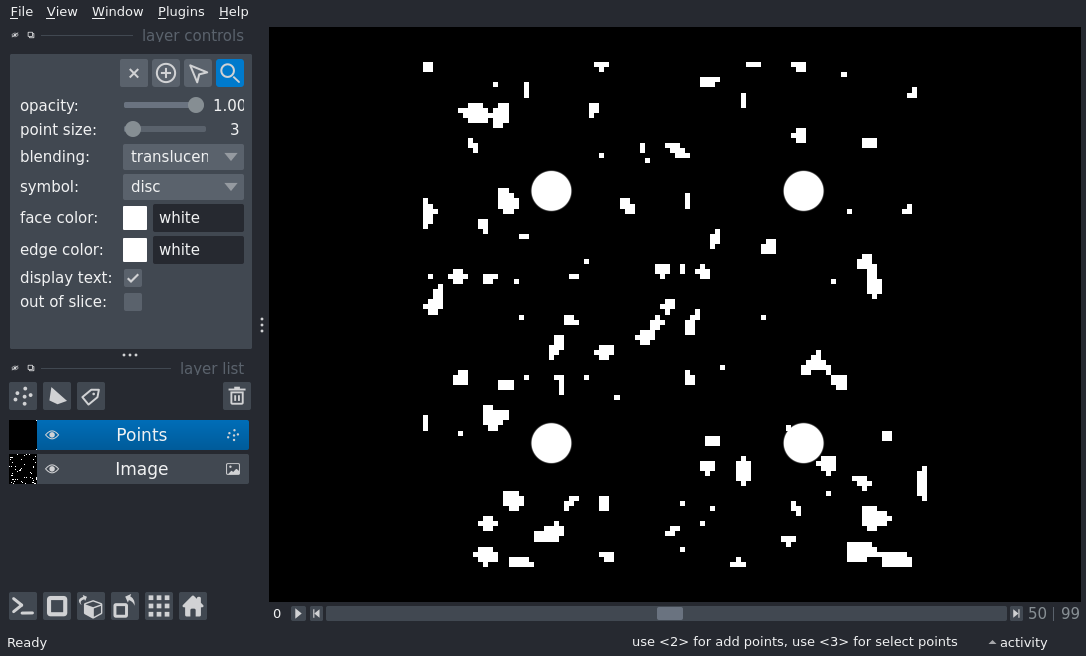 File View Window Plugins Help
layer controls
opacity: 1.00
point size: 3
blending: translucen
symbol: disc
face color: white
edge color: white
display text:
out of slice:
layer list
Points
Image
0 50 | 99
Ready use <2> for add points, use <3> for select points activity